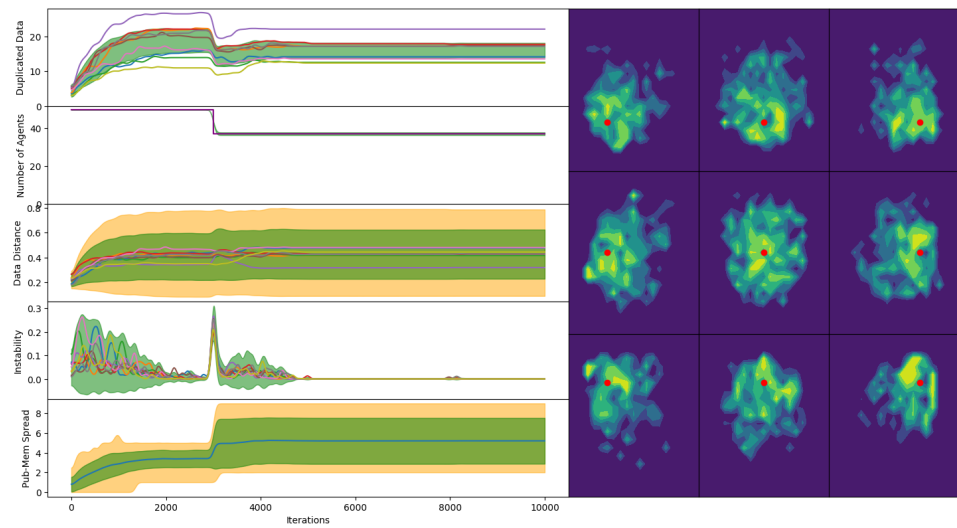 Duplicated Data
20
10
0
Number of Agents
40
20
0
Data Distance
0.8
0.6
0.4
0.2
Instability
0.3
0.2
0.1
0.0
Pub-Mem Spread
8
6
4
2
0
0 2000 4000 6000 8000 10000
Iterations